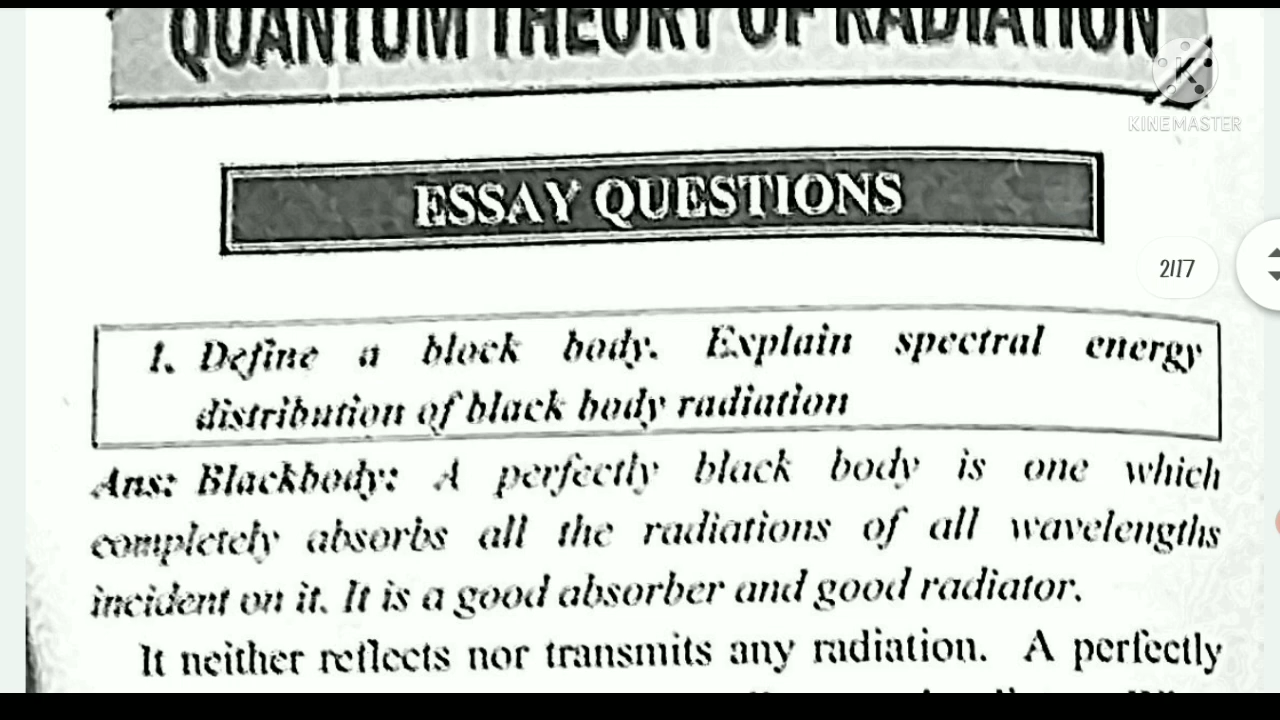 QUANTUM THEORY OF RADIATION
KINEMASTER
ESSAY QUESTIONS
2/17
1. Define a block body. Explain spectral energy
distribution of black body radiation
Ans: Blackbody: A perfectly black body is one which
completely absorbs all the radiations of all wavelengths
incident on it. It is a good absorber and good radiator.
It neither reflects nor transmits any radiation. A perfectly